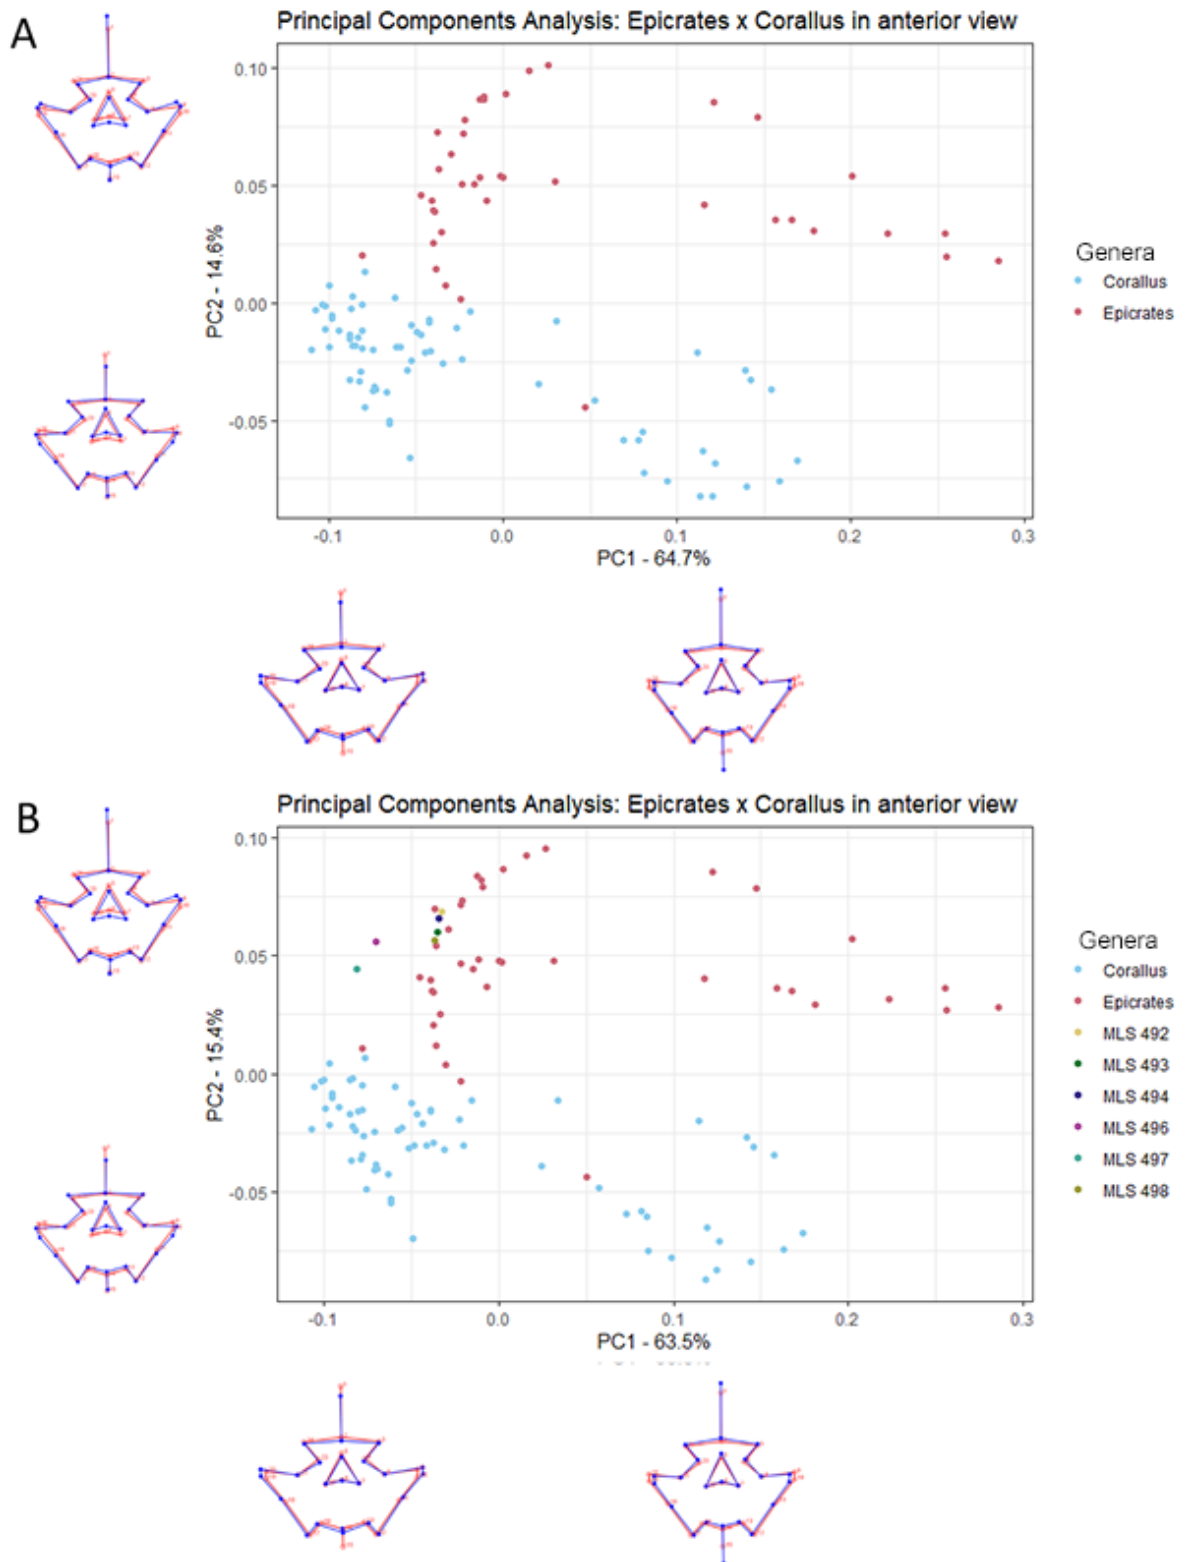 A
Principal Components Analysis: Epicrates x Corallus in anterior view
0.10
0.05
0.00
-0.05
PC2 - 14.6%
-0.1
0.0
0.1
0.2
0.3
PC1 - 64.7%
Genera
Corallus
Epicrates
B
Principal Components Analysis: Epicrates x Corallus in anterior view
0.10
0.05
0.00
-0.05
PC2 - 15.4%
-0.1
0.0
0.1
0.2
0.3
PC1 - 63.5%
Genera
Corallus
Epicrates
MLS 492
MLS 493
MLS 494
MLS 496
MLS 497
MLS 498